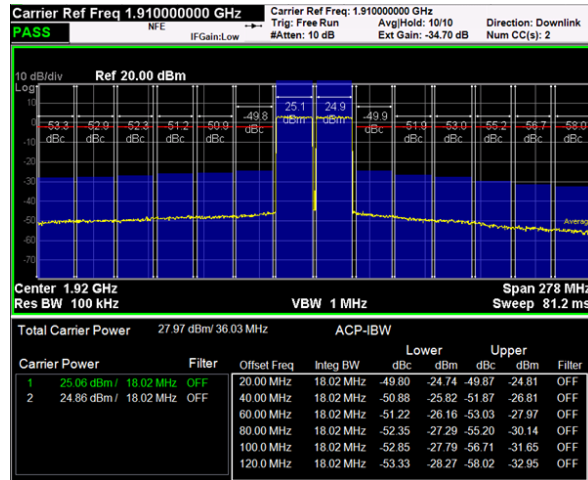 Carrier Ref Freq 1.910000000 GHz
Carrier Ref Freq: 1.910000000 GHz
PASS
NFE
IFGain:Low
Trig: Free Run
Avg|Hold: 10/10
Direction: Downlink
#Atten: 10 dB
Ext Gain: -34.70 dB
Num CC(s): 2
10 dB/div
Ref 20.00 dBm
Log
10
0
-10
-20
-30
-40
-50
-60
-70
-53.3 dBc
-52.9 dBc
-52.3 dBc
-51.2 dBc
-50.9 dBc
-49.8 dBc
25.1 dBm
24.9 dBm
-49.9 dBc
-51.9 dBc
-53.0 dBc
-55.2 dBc
-56.7 dBc
-58.0 dBc
Average
Center 1.92 GHz
Span 278 MHz
Res BW 100 kHz
VBW 1 MHz
Sweep 81.2 ms
Total Carrier Power 27.97 dBm/ 36.03 MHz
ACP-IBW
Carrier Power Filter
1 25.06 dBm / 18.02 MHz OFF
2 24.86 dBm / 18.02 MHz OFF
Lower Upper
Offset Freq Integ BW dBc dBm dBc dBm Filter
20.00 MHz 18.02 MHz -49.80 -24.74 -49.87 -24.81 OFF
40.00 MHz 18.02 MHz -50.88 -25.82 -51.87 -26.81 OFF
60.00 MHz 18.02 MHz -51.22 -26.16 -53.03 -27.97 OFF
80.00 MHz 18.02 MHz -52.35 -27.29 -55.20 -30.14 OFF
100.0 MHz 18.02 MHz -52.85 -27.79 -56.71 -31.65 OFF
120.0 MHz 18.02 MHz -53.33 -28.27 -58.02 -32.95 OFF